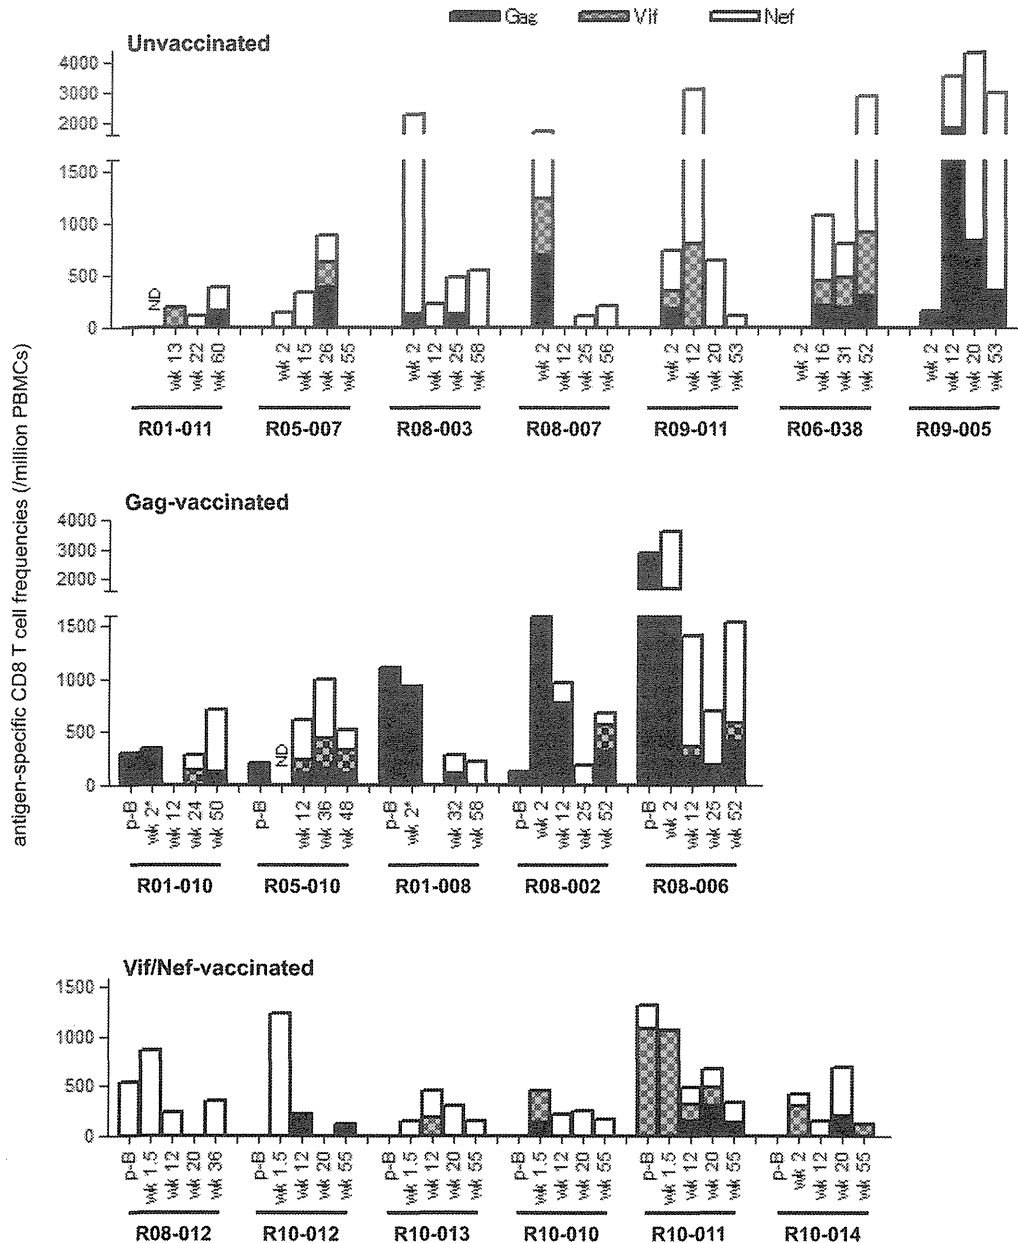 Gag Vif Nef
Unvaccinated
4000
3000
2000
1500
1000
500
0
ND
wk 13 wk 22 wk 60 wk 2 wk 15 wk 26 wk 55 wk 2 wk 12 wk 25 wk 58 wk 2 wk 12 wk 25 wk 56 wk 2 wk 12 wk 20 wk 53 wk 2 wk 16 wk 31 wk 52 wk 2 wk 12 wk 20 wk 53
R01-011 R05-007 R08-003 R08-007 R09-011 R06-038 R09-005
antigen-specific CD8 T cell frequencies (/million PBMCs)
Gag-vaccinated
4000
3000
2000
1500
1000
500
0
ND
p-B wk 2* wk 12 wk 24 wk 50 p-B wk 12 wk 36 wk 48 p-B wk 2* wk 32 wk 58 p-B wk 2 wk 12 wk 25 wk 52 p-B wk 2 wk 12 wk 25 wk 52
R01-010 R05-010 R01-008 R08-002 R08-006
Vif/Nef-vaccinated
1500
1000
500
0
p-B wk 1.5 wk 12 wk 20 wk 36 p-B wk 1.5 wk 12 wk 20 wk 55 p-B wk 1.5 wk 12 wk 20 wk 55 p-B wk 1.5 wk 12 wk 20 wk 55 p-B wk 1.5 wk 12 wk 20 wk 55 p-B wk 2 wk 12 wk 20 wk 55
R08-012 R10-012 R10-013 R10-010 R10-011 R10-014